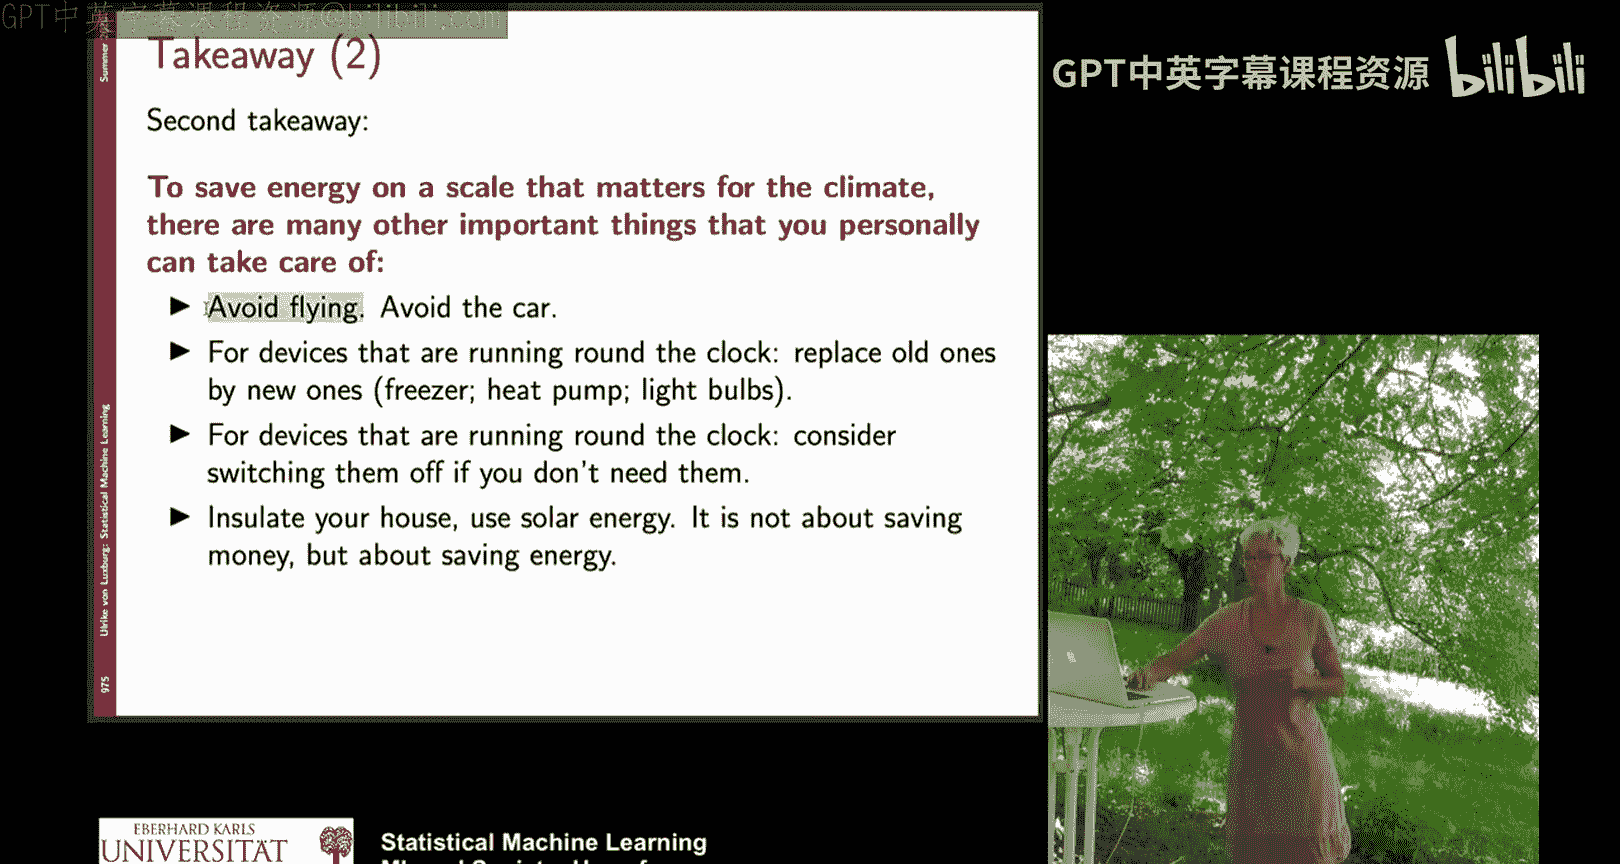 GPT中英字幕课程资源@bilibili.com
Summer
Takeaway (2)
GPT中英字幕课程资源 bilibili
Second takeaway:
To save energy on a scale that matters for the climate,
there are many other important things that you personally
can take care of:
▶ Avoid flying. Avoid the car.
▶ For devices that are running round the clock: replace old ones
by new ones (freezer; heat pump; light bulbs).
▶ For devices that are running round the clock: consider
switching them off if you don't need them.
▶ Insulate your house, use solar energy. It is not about saving
money, but about saving energy.
Ulrike von Luxburg: Statistical Machine Learning
975
EBERHARD KARLS
UNIVERSITÄT
Statistical Machine Learning